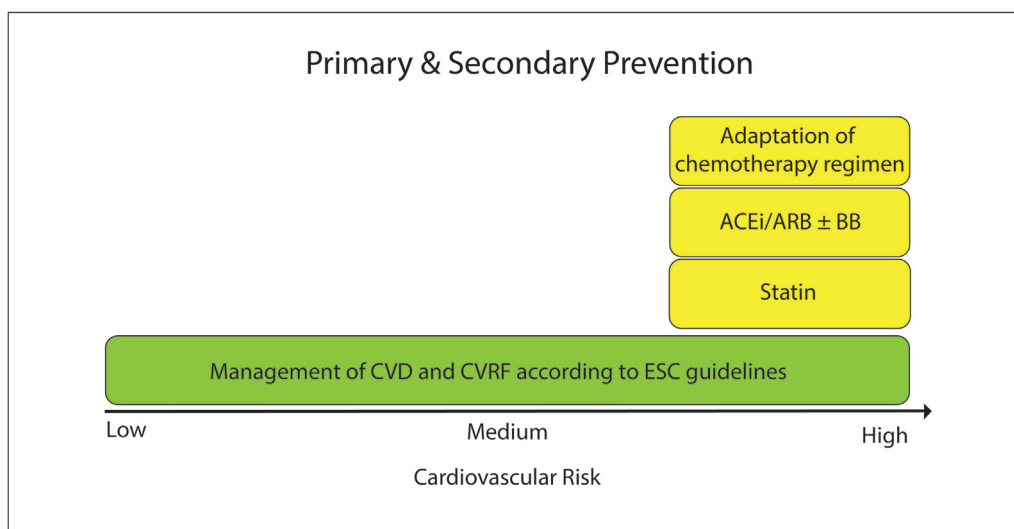 Primary & Secondary Prevention
Adaptation of
chemotherapy regimen
ACEi/ARB ± BB
Statin
Management of CVD and CVRF according to ESC guidelines
Low
Medium
High
Cardiovascular Risk